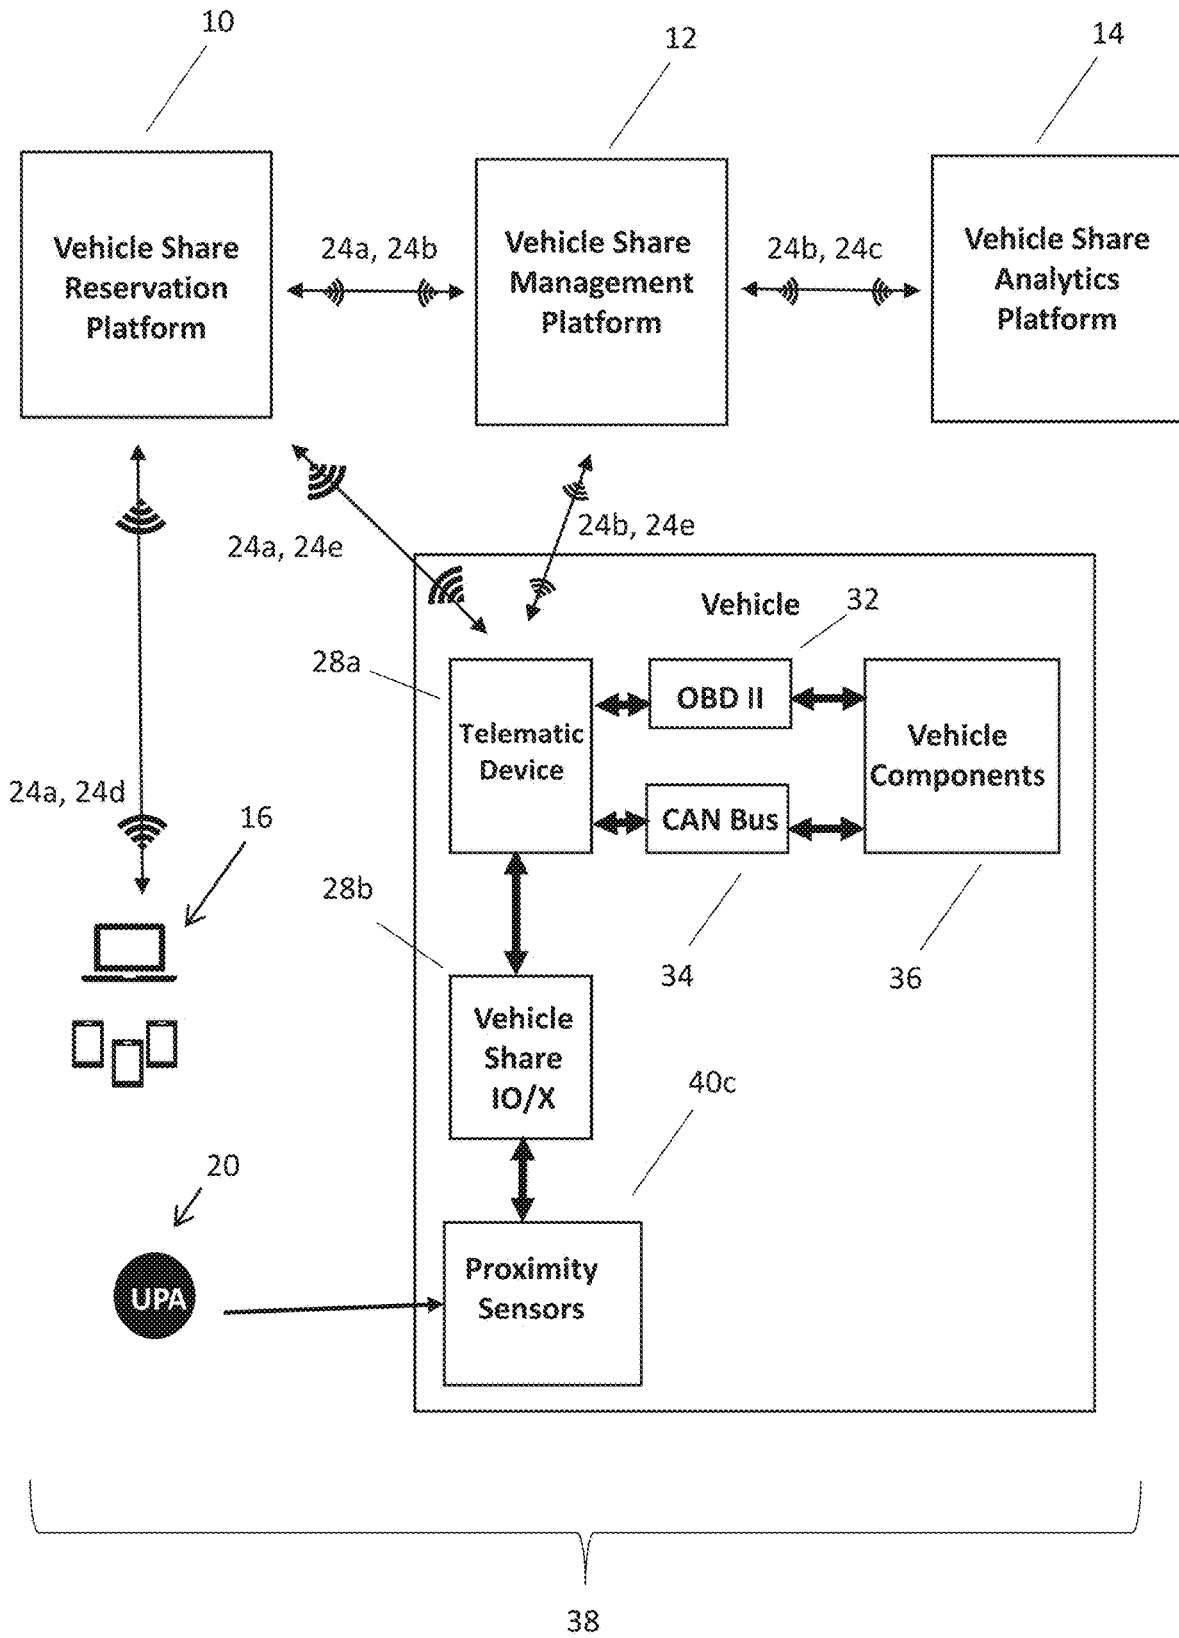 10
12
14
Vehicle Share
Reservation
Platform
24a, 24b
Vehicle Share
Management
Platform
24b, 24c
Vehicle Share
Analytics
Platform
24a, 24e
24b, 24e
Vehicle
32
28a
Telematic
Device
OBD II
Vehicle
Components
CAN Bus
24a, 24d
16
28b
34
36
Vehicle
Share
IO/X
40c
20
UPA
Proximity
Sensors
38